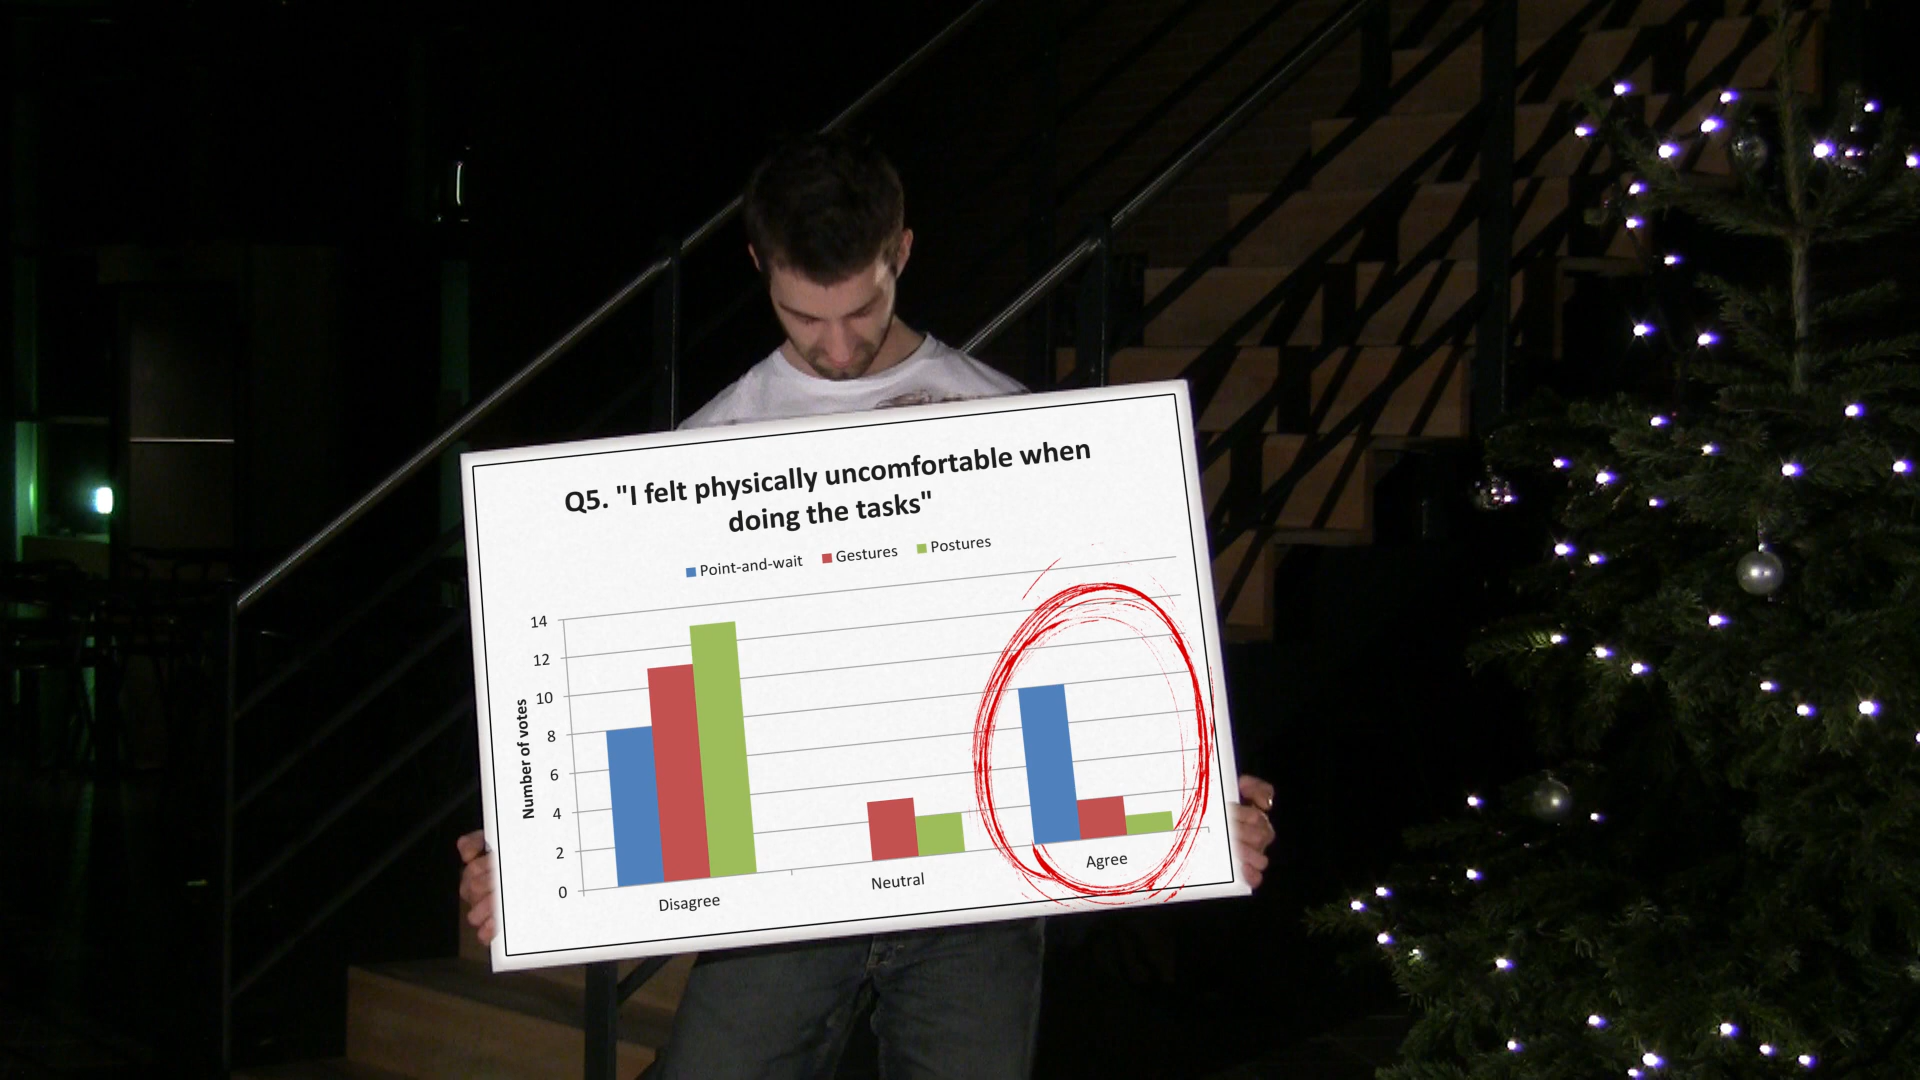 Q5. "I felt physically uncomfortable when
doing the tasks"
Point-and-wait Gestures Postures
Number of votes
14
12
10
8
6
4
2
0
Disagree Neutral Agree